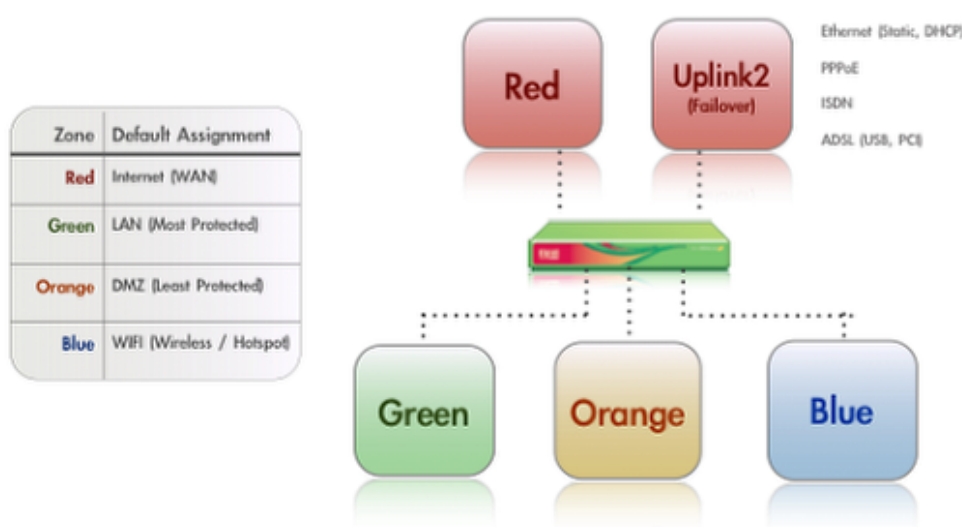 Zone Default Assignment
Red Internet (WAN)
Green LAN (Most Protected)
Orange DMZ (Least Protected)
Blue WIFI (Wireless / Hotspot)
Red
Uplink2
(Failover)
Ethernet (Static, DHCP)
PPPoE
ISDN
ADSL (USB, PCI)
Green
Orange
Blue